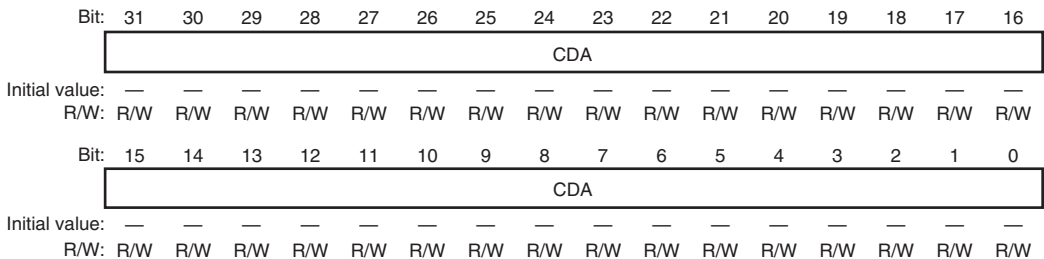 Bit: 31 30 29 28 27 26 25 24 23 22 21 20 19 18 17 16
CDA
Initial value: — — — — — — — — — — — — — — — —
R/W: R/W R/W R/W R/W R/W R/W R/W R/W R/W R/W R/W R/W R/W R/W R/W R/W
Bit: 15 14 13 12 11 10 9 8 7 6 5 4 3 2 1 0
CDA
Initial value: — — — — — — — — — — — — — — — —
R/W: R/W R/W R/W R/W R/W R/W R/W R/W R/W R/W R/W R/W R/W R/W R/W R/W